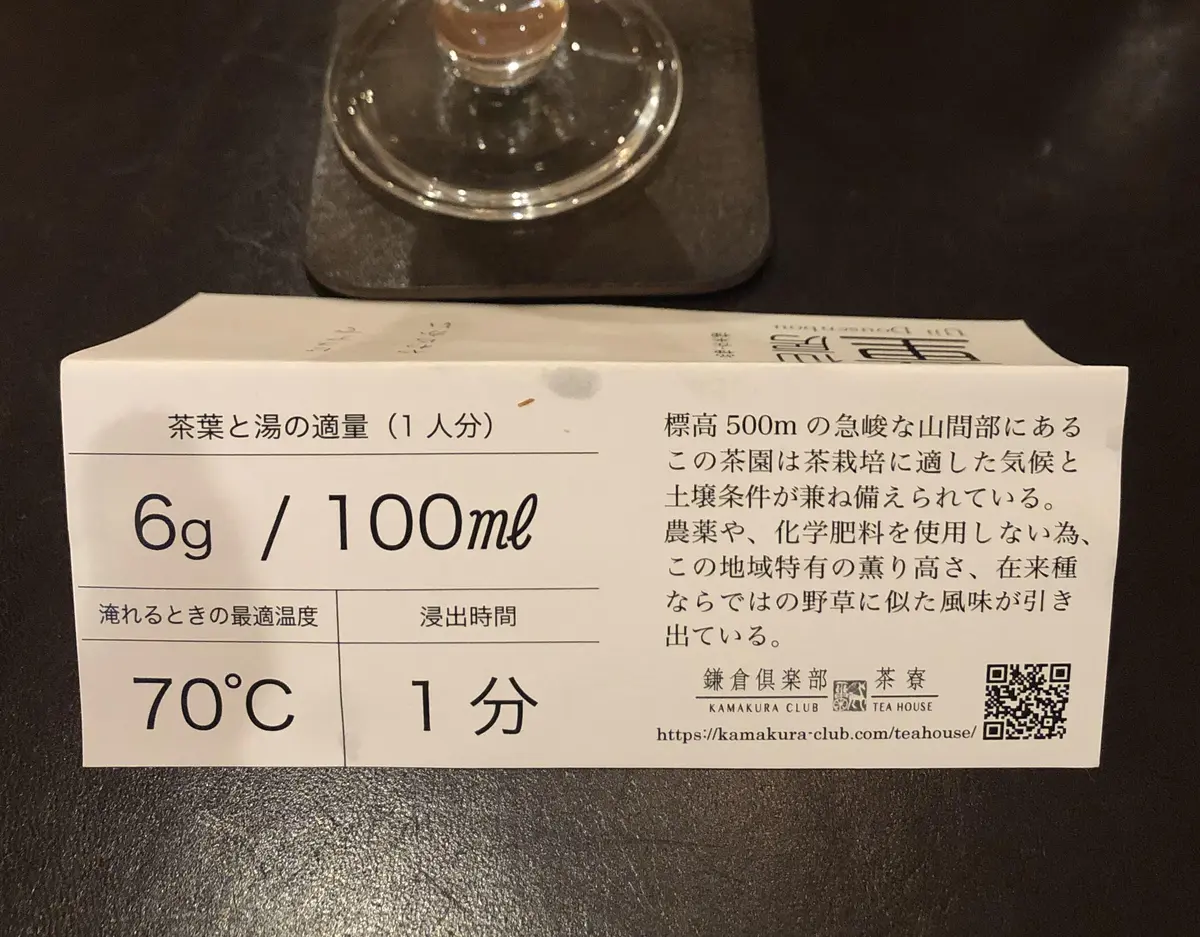 茶葉と湯の適量（1 人分）
6g / 100㎖
淹れるときの最適温度
浸出時間
70℃
1 分
標高 500m の急峻な山間部にある
この茶園は茶栽培に適した気候と
土壌条件が兼ね備えられている。
農薬や、化学肥料を使用しない為、
この地域特有の薫り高さ、在来種
ならではの野草に似た風味が引き
出ている。
鎌倉倶楽部 茶寮
KAMAKURA CLUB TEA HOUSE
https://kamakura-club.com/teahouse/